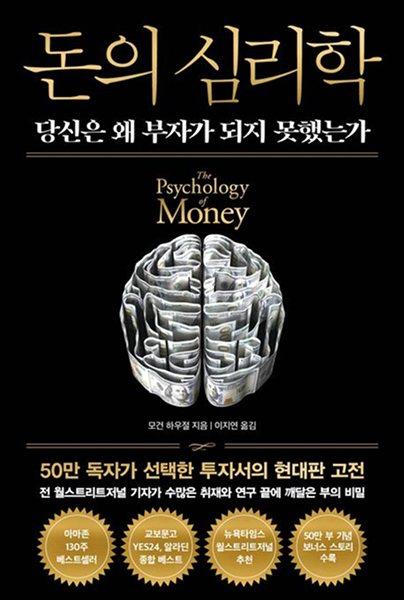 돈의 심리학
당신은 왜 부자가 되지 못했는가
The
Psychology
of
Money
모건 하우절 지음 | 이지연 옮김
50만 독자가 선택한 투자서의 현대판 고전
전 월스트리트저널 기자가 수많은 취재와 연구 끝에 깨달은 부의 비밀
아마존
130주
베스트셀러
교보문고
YES24, 알라딘
종합 베스트
뉴욕타임스
월스트리트저널
추천
50만 부 기념
보너스 스토리
수록